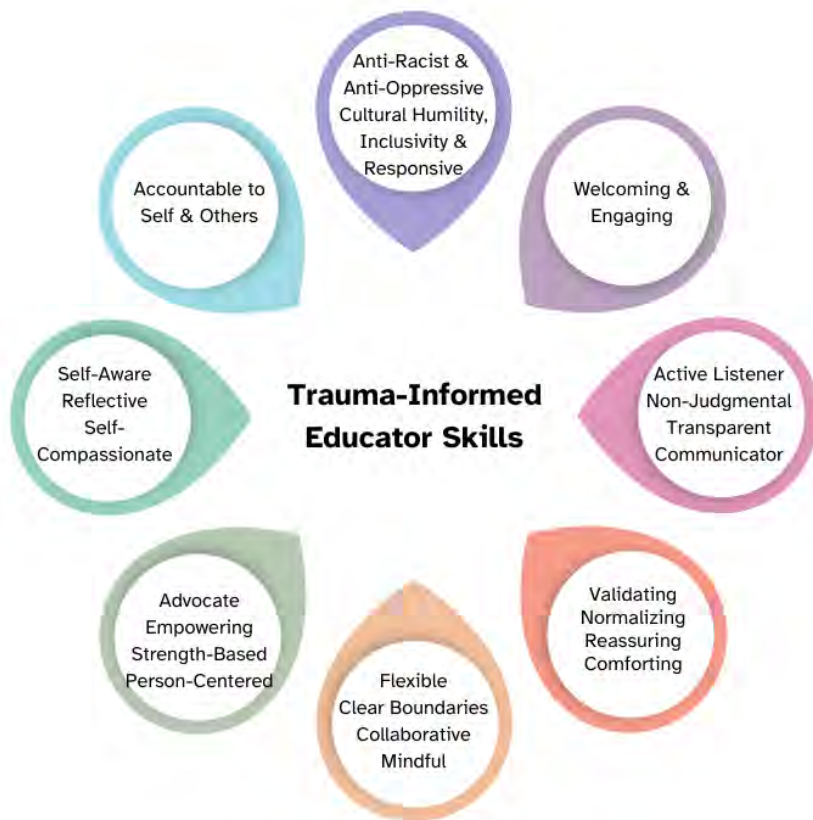 Anti-Racist &
Anti-Oppressive
Cultural Humility,
Inclusivity &
Responsive
Welcoming &
Engaging
Active Listener
Non-Judgmental
Transparent
Communicator
Validating
Normalizing
Reassuring
Comforting
Flexible
Clear Boundaries
Collaborative
Mindful
Advocate
Empowering
Strength-Based
Person-Centered
Self-Aware
Reflective
Self-
Compassionate
Accountable to
Self & Others
Trauma-Informed
Educator Skills